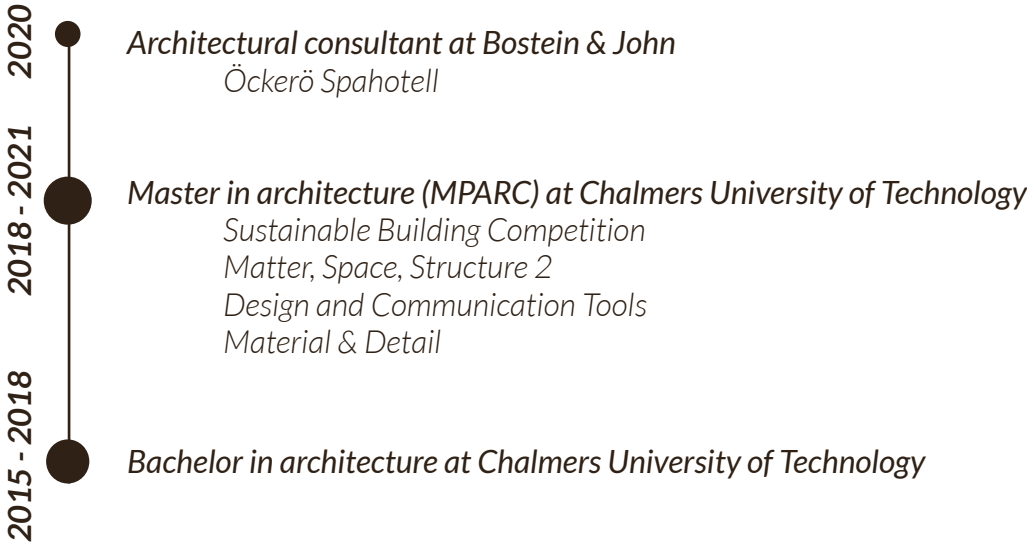 2020
Architectural consultant at Bostein & John
Öckerö Spahotell
2018 - 2021
Master in architecture (MPARC) at Chalmers University of Technology
Sustainable Building Competition
Matter, Space, Structure 2
Design and Communication Tools
Material & Detail
2015 - 2018
Bachelor in architecture at Chalmers University of Technology